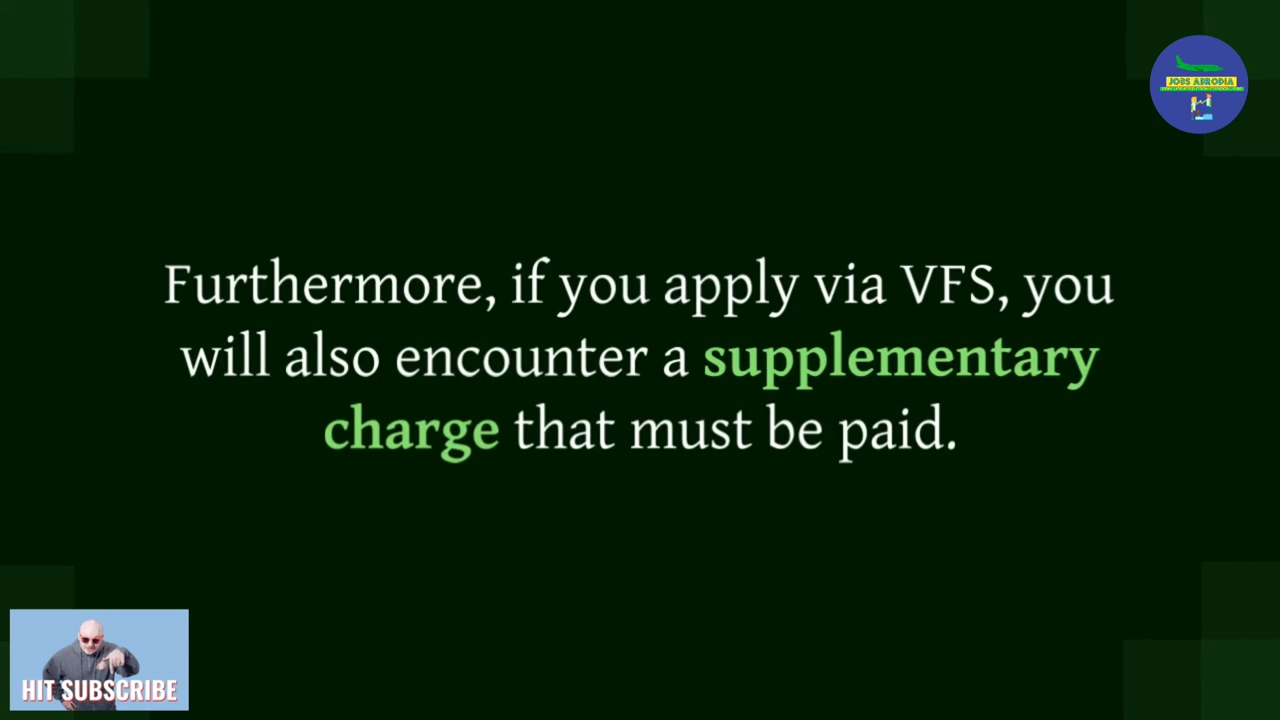 JOBS ABRODIA
Furthermore, if you apply via VFS, you
will also encounter a supplementary
charge that must be paid.
HIT SUBSCRIBE